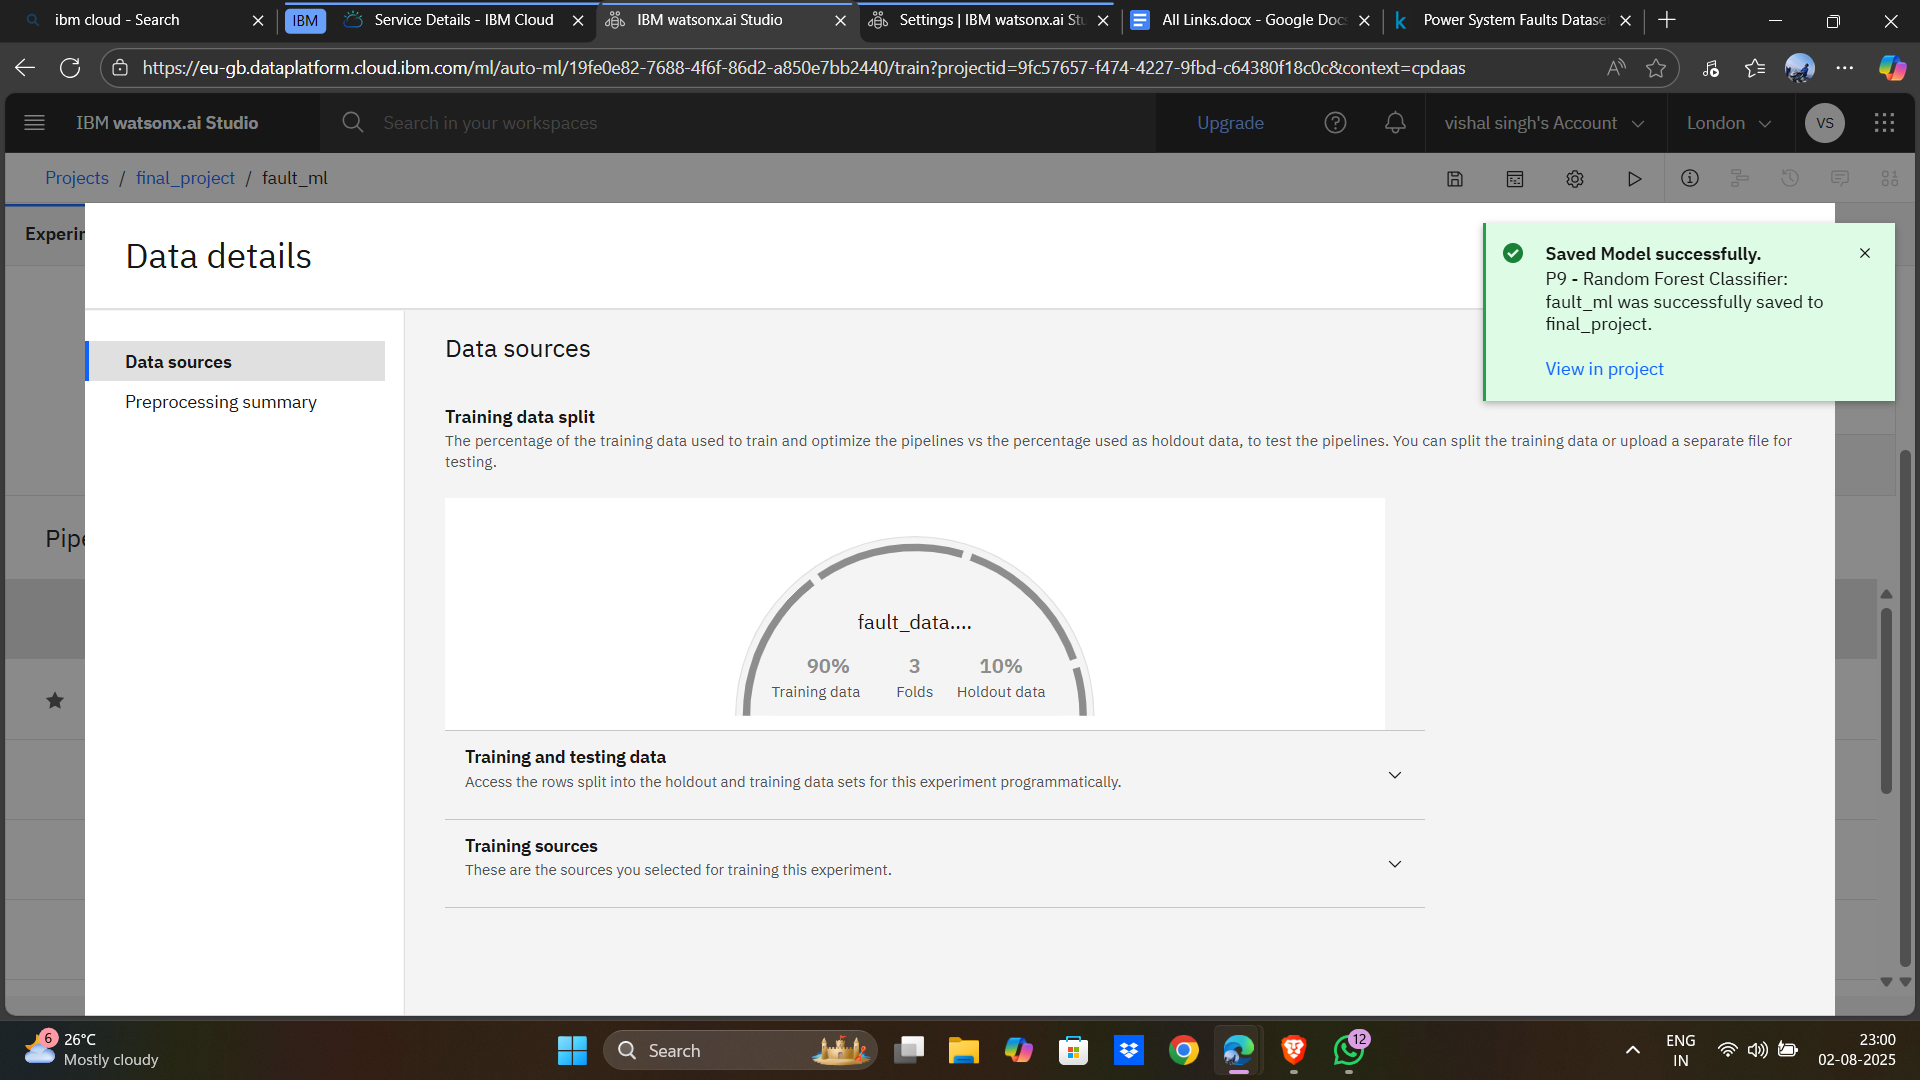 ibm cloud - Search
IBM
Service Details - IBM Cloud
IBM watsonx.ai Studio
Settings | IBM watsonx.ai Stu
All Links.docx - Google Docs
Power System Faults Dataset
https://eu-gb.dataplatform.cloud.ibm.com/ml/auto-ml/19fe0e82-7688-4f6f-86d2-a850e7bb2440/train?projectid=9fc57657-f474-4227-9fbd-c64380f18c0c&context=cpdaas
IBM watsonx.ai Studio
Search in your workspaces
Upgrade
vishal singh's Account
London
VS
Projects / final_project / fault_ml
Experir
Data details
Saved Model successfully.
P9 - Random Forest Classifier:
fault_ml was successfully saved to
final_project.
View in project
Data sources
Preprocessing summary
Data sources
Training data split
The percentage of the training data used to train and optimize the pipelines vs the percentage used as holdout data, to test the pipelines. You can split the training data or upload a separate file for
testing.
Pipe
fault_data....
90% 3 10%
Training data Folds Holdout data
Training and testing data
Access the rows split into the holdout and training data sets for this experiment programmatically.
Training sources
These are the sources you selected for training this experiment.
6
26°C
Mostly cloudy
Search
12
ENG
IN
23:00
02-08-2025